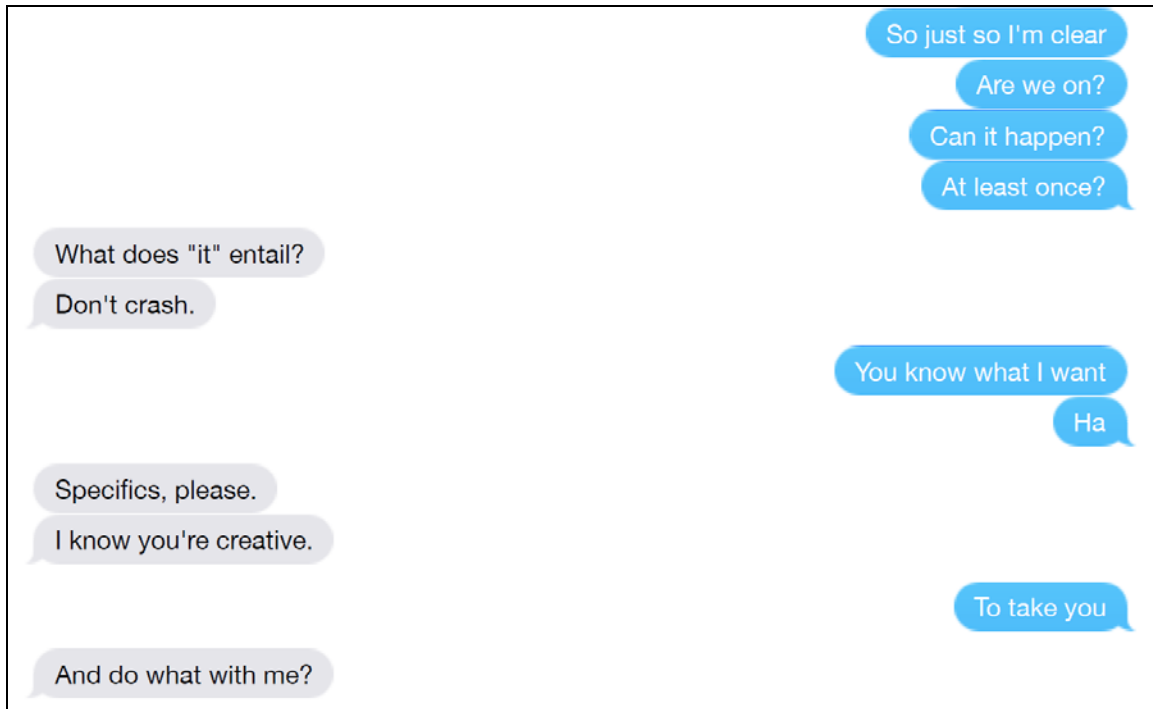 So just so I'm clear
Are we on?
Can it happen?
At least once?
What does "it" entail?
Don't crash.
You know what I want
Ha
Specifics, please.
I know you're creative.
To take you
And do what with me?